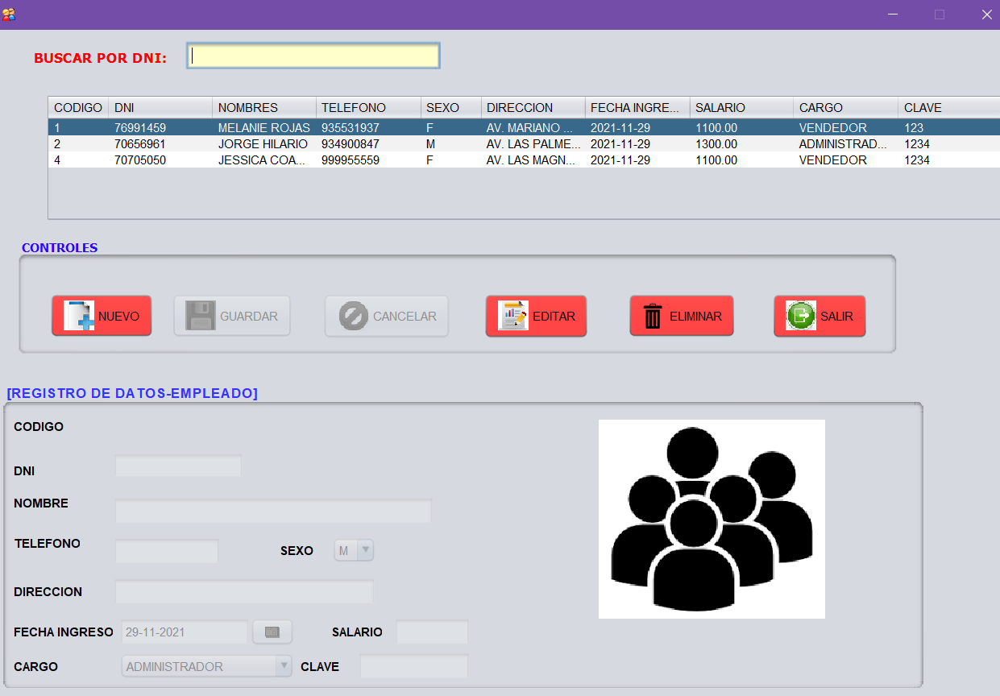 BUSCAR POR DNI:
CODIGO DNI NOMBRES TELEFONO SEXO DIRECCION FECHA INGRE... SALARIO CARGO CLAVE
1 76991459 MELANIE ROJAS 935531937 F AV. MARIANO ... 2021-11-29 1100.00 VENDEDOR 123
2 70656961 JORGE HILARIO 934900847 M AV. LAS PALME... 2021-11-29 1300.00 ADMINISTRAD... 1234
4 70705050 JESSICA COA... 999955559 F AV. LAS MAGN... 2021-11-29 1100.00 VENDEDOR 1234
CONTROLES
NUEVO GUARDAR CANCELAR EDITAR ELIMINAR SALIR
[REGISTRO DE DATOS-EMPLEADO]
CODIGO
DNI
NOMBRE
TELEFONO SEXO M
DIRECCION
FECHA INGRESO 29-11-2021 SALARIO
CARGO ADMINISTRADOR CLAVE